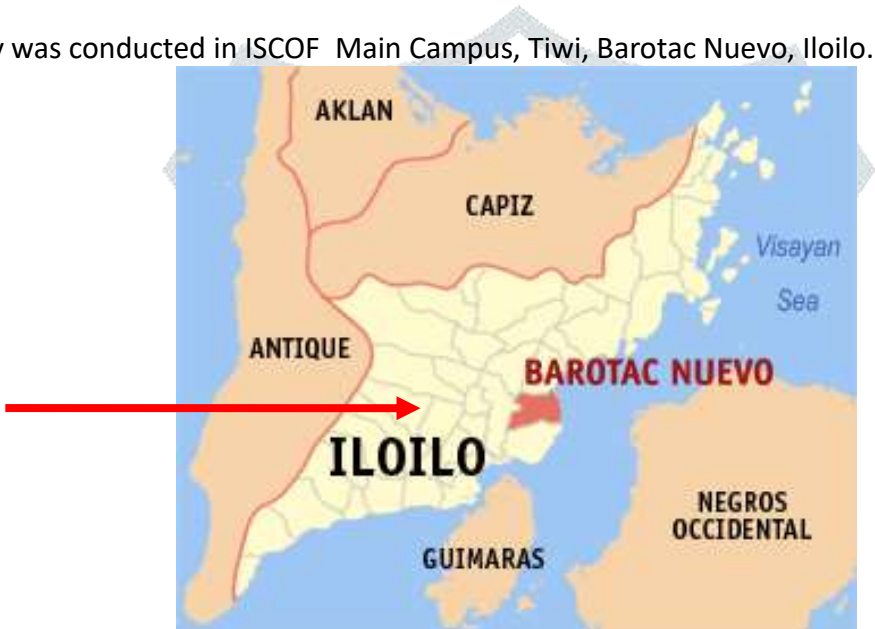 was conducted in ISCOF Main Campus, Tiwi, Barotac Nuevo, Iloilo.
AKLAN
CAPIZ
Visayan
Sea
ANTIQUE
BAROTAC NUEVO
ILOILO
NEGROS
OCCIDENTAL
GUIMARAS